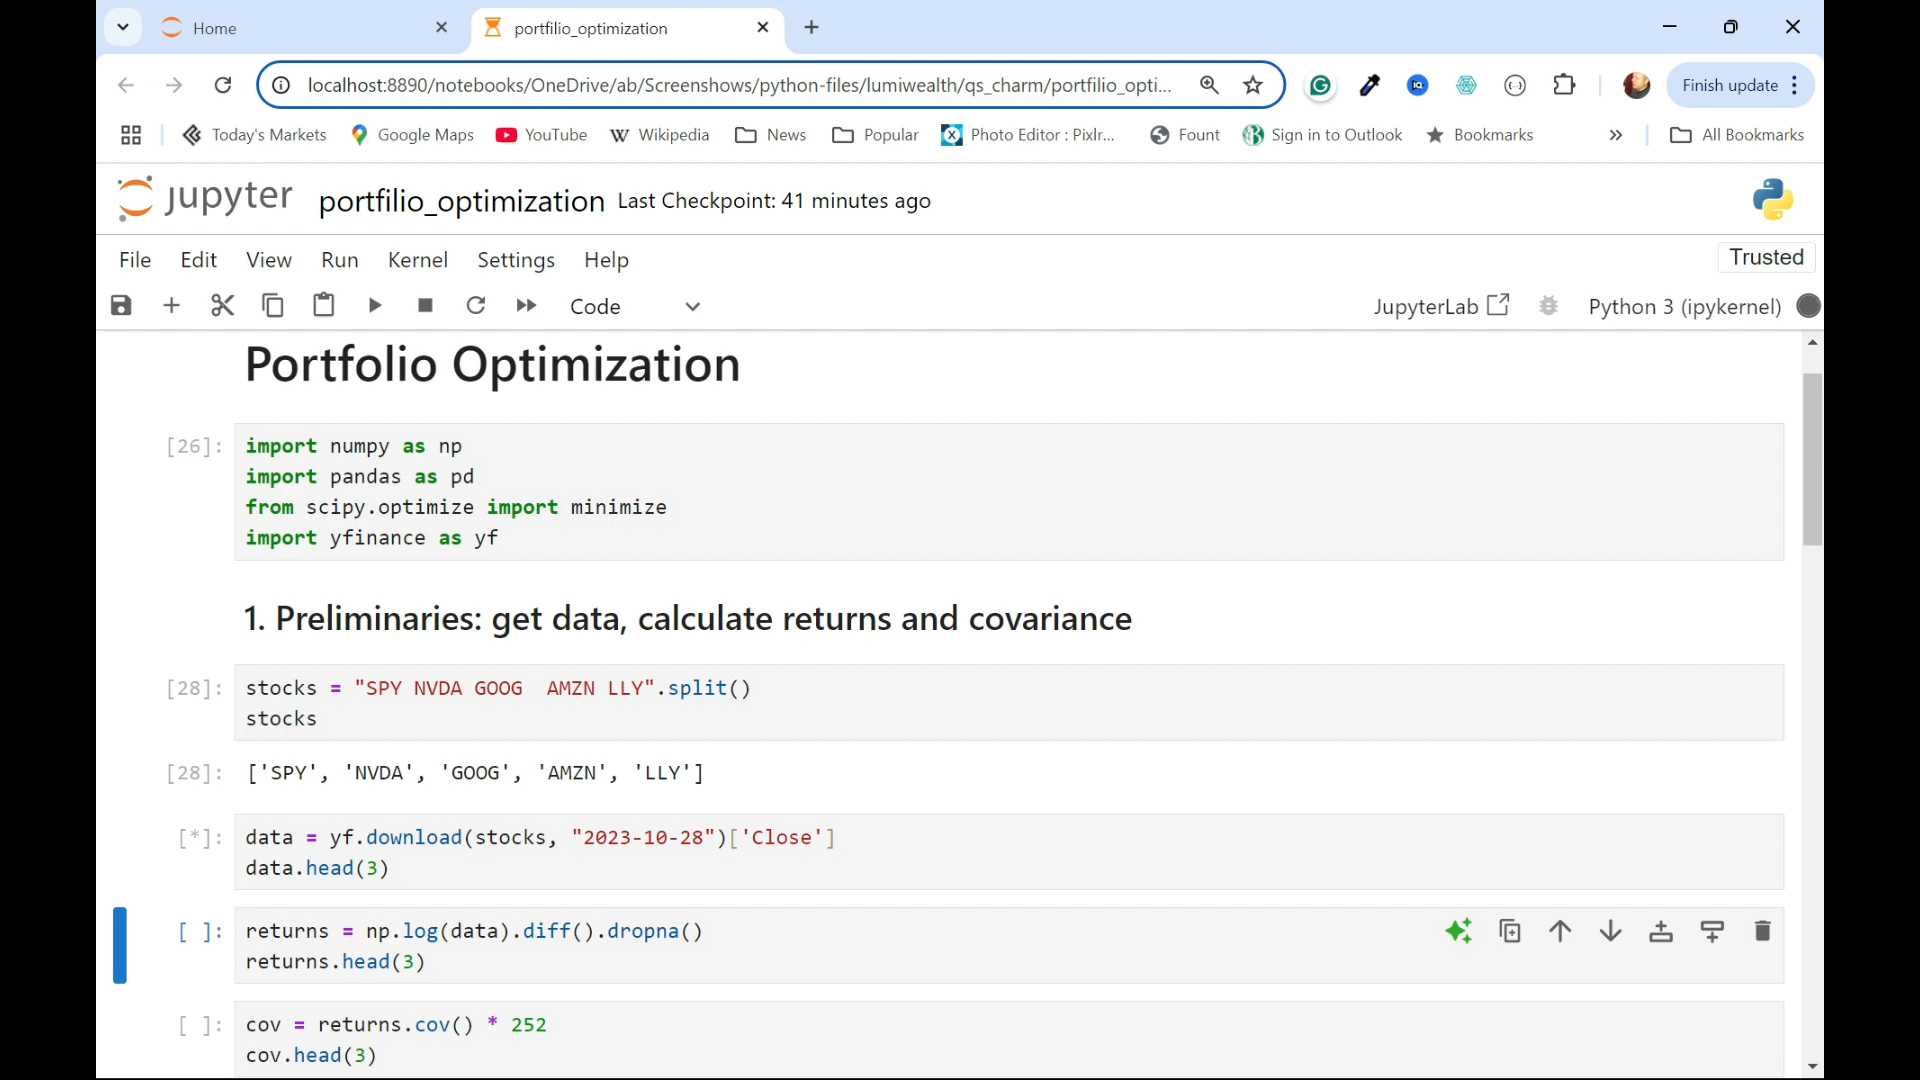 Home
portfilio_optimization
localhost:8890/notebooks/OneDrive/ab/Screenshows/python-files/lumiwealth/qs_charm/portfilio_opti...
Finish update
Today's Markets
Google Maps
YouTube
Wikipedia
News
Popular
Photo Editor : Pixlr...
Fount
Sign in to Outlook
Bookmarks
All Bookmarks
jupyter portfilio_optimization Last Checkpoint: 41 minutes ago
File Edit View Run Kernel Settings Help
Trusted
Code
JupyterLab
Python 3 (ipykernel)
Portfolio Optimization
[26]: import numpy as np
import pandas as pd
from scipy.optimize import minimize
import yfinance as yf
1. Preliminaries: get data, calculate returns and covariance
[28]: stocks = "SPY NVDA GOOG  AMZN LLY".split()
stocks
[28]: ['SPY', 'NVDA', 'GOOG', 'AMZN', 'LLY']
[*]: data = yf.download(stocks, "2023-10-28")['Close']
data.head(3)
[ ]: returns = np.log(data).diff().dropna()
returns.head(3)
[ ]: cov = returns.cov() * 252
cov.head(3)